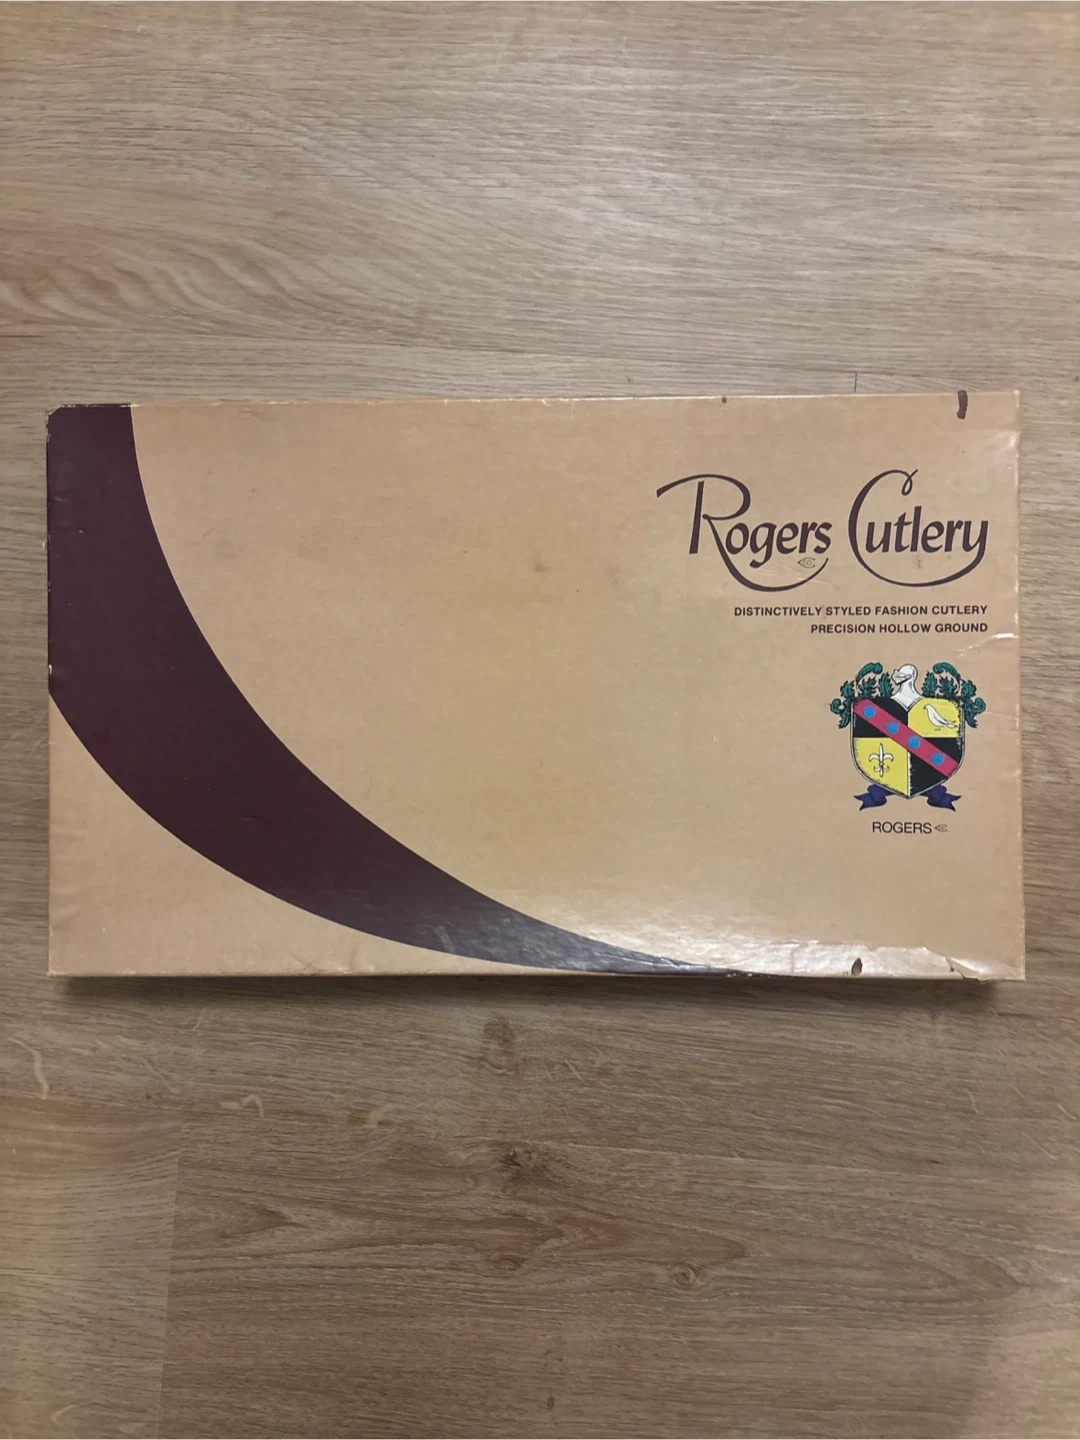 Rogers Cutlery
DISTINCTIVELY STYLED FASHION CUTLERY
PRECISION HOLLOW GROUND
ROGERS